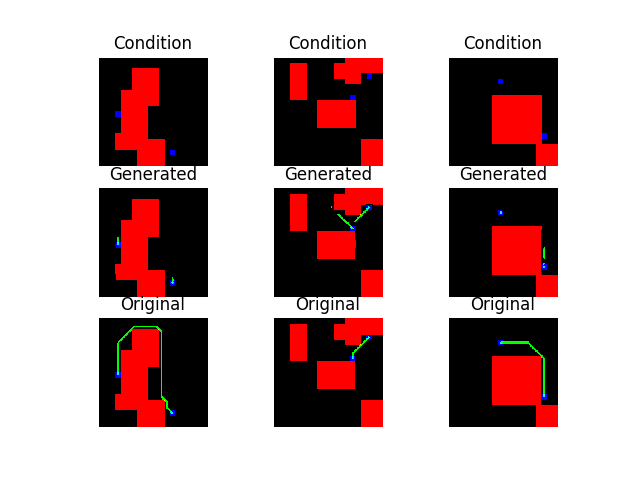 Condition Condition Condition
Generated Generated Generated
Original Original Original